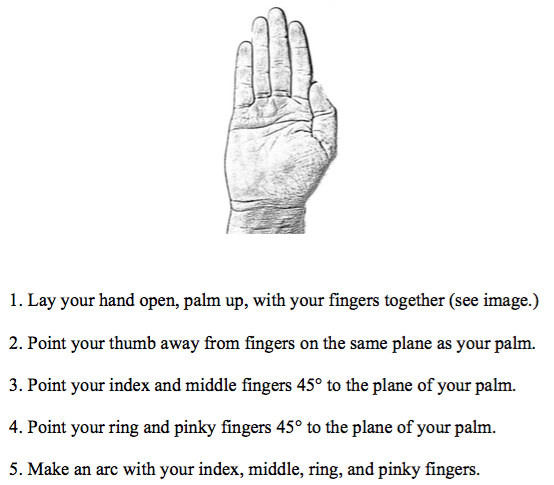 1. Lay your hand open, palm up, with your fingers together (see image.)
2. Point your thumb away from fingers on the same plane as your palm.
3. Point your index and middle fingers 45° to the plane of your palm.
4. Point your ring and pinky fingers 45° to the plane of your palm.
5. Make an arc with your index, middle, ring, and pinky fingers.